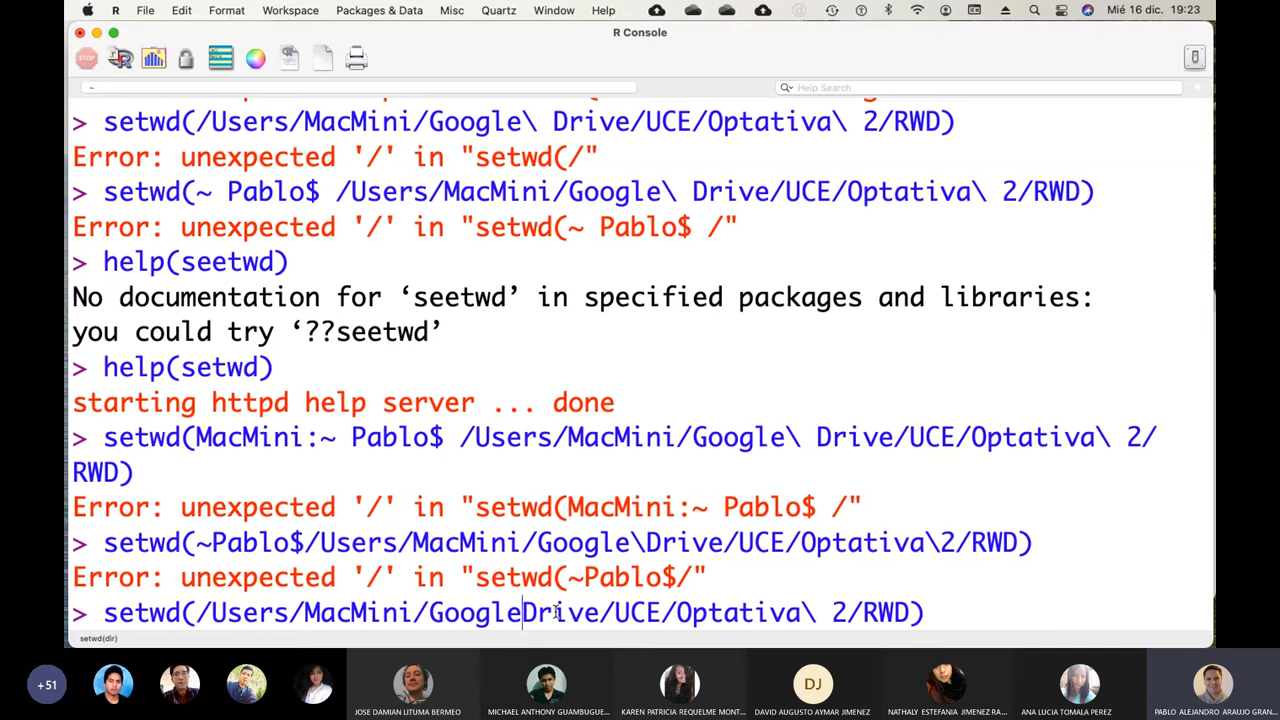 R File Edit Format Workspace Packages & Data Misc Quartz Window Help Mié 16 dic. 19:23
R Console
STOP
~ Help Search
> setwd(/Users/MacMini/Google\ Drive/UCE/Optativa\ 2/RWD)
Error: unexpected '/' in "setwd(/"
> setwd(~ Pablo$ /Users/MacMini/Google\ Drive/UCE/Optativa\ 2/RWD)
Error: unexpected '/' in "setwd(~ Pablo$ /"
> help(seetwd)
No documentation for ‘seetwd’ in specified packages and libraries:
you could try ‘??seetwd’
> help(setwd)
starting httpd help server ... done
> setwd(MacMini:~ Pablo$ /Users/MacMini/Google\ Drive/UCE/Optativa\ 2/
RWD)
Error: unexpected '/' in "setwd(MacMini:~ Pablo$ /"
> setwd(~Pablo$/Users/MacMini/Google\Drive/UCE/Optativa\2/RWD)
Error: unexpected '/' in "setwd(~Pablo$/"
> setwd(/Users/MacMini/GoogleDrive/UCE/Optativa\ 2/RWD)
setwd(dir)
+51 DJ
JOSE DAMIAN LITUMA BERMEO MICHAEL ANTHONY GUAMBUGUE... KAREN PATRICIA REQUELME MONT... DAVID AUGUSTO AYMAR JIMENEZ NATHALY ESTEFANIA JIMENEZ RA... ANA LUCIA TOMALA PEREZ PABLO ALEJANDRO ARAUJO GRAN...